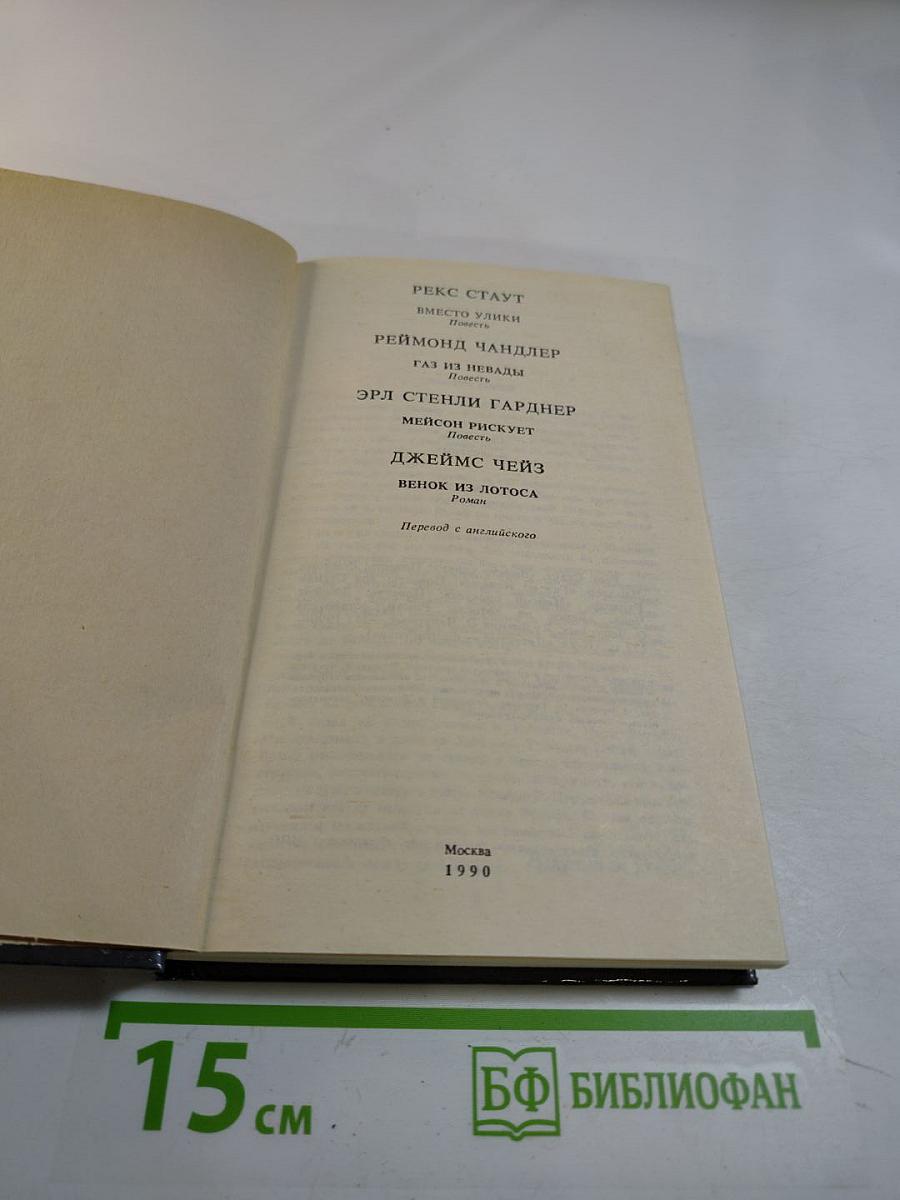 РЕКС СТАУТ
ВМЕСТО УЛИКИ
Повесть
РЕЙМОНД ЧАНДЛЕР
ГАЗ ИЗ НЕВАДЫ
Повесть
ЭРЛ СТЕНЛИ ГАРДНЕР
МЕЙСОН РИСКУЕТ
Повесть
ДЖЕЙМС ЧЕЙЗ
ВЕНОК ИЗ ЛОТОСА
Роман
Перевод с английского
Москва
1990
15 см
БФ БИБЛИОФАН